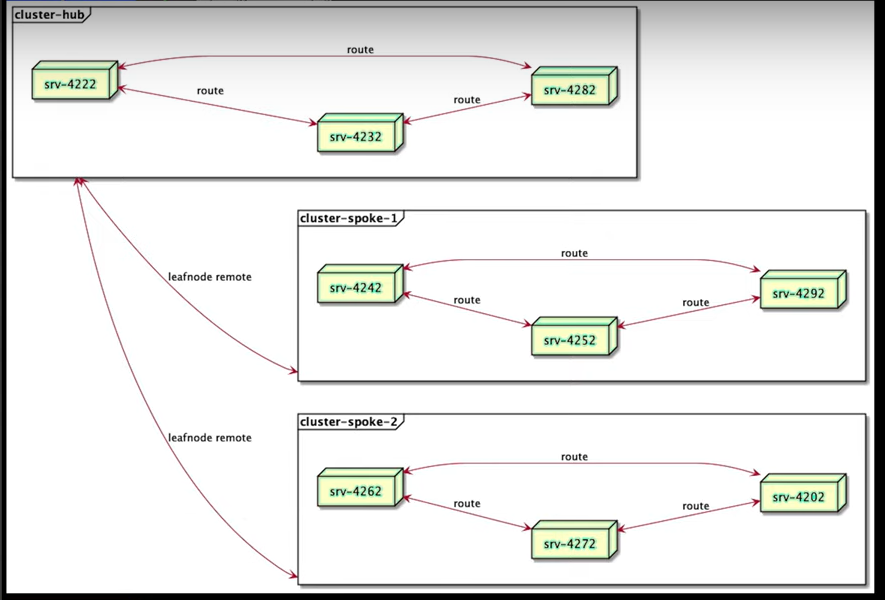 cluster-hub
route
srv-4222
srv-4282
route
route
srv-4232
cluster-spoke-1
route
leafnode remote
srv-4242
srv-4292
route
route
srv-4252
cluster-spoke-2
leafnode remote
route
srv-4262
srv-4202
route
route
srv-4272